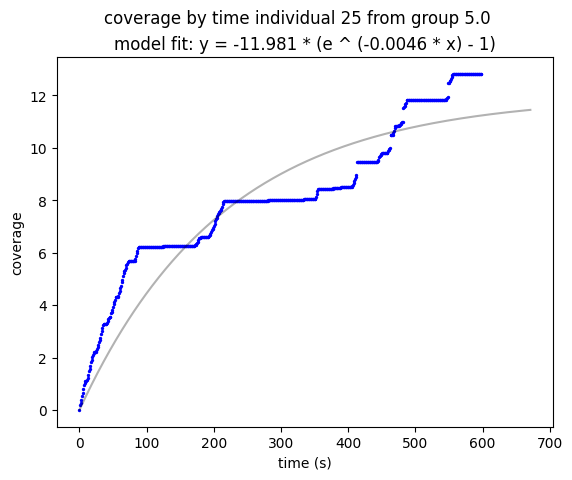 coverage by time individual 25 from group 5.0
model fit: y = -11.981 * (e ^ (-0.0046 * x) - 1)
12
10
8
6
4
2
0
coverage
0 100 200 300 400 500 600 700
time (s)